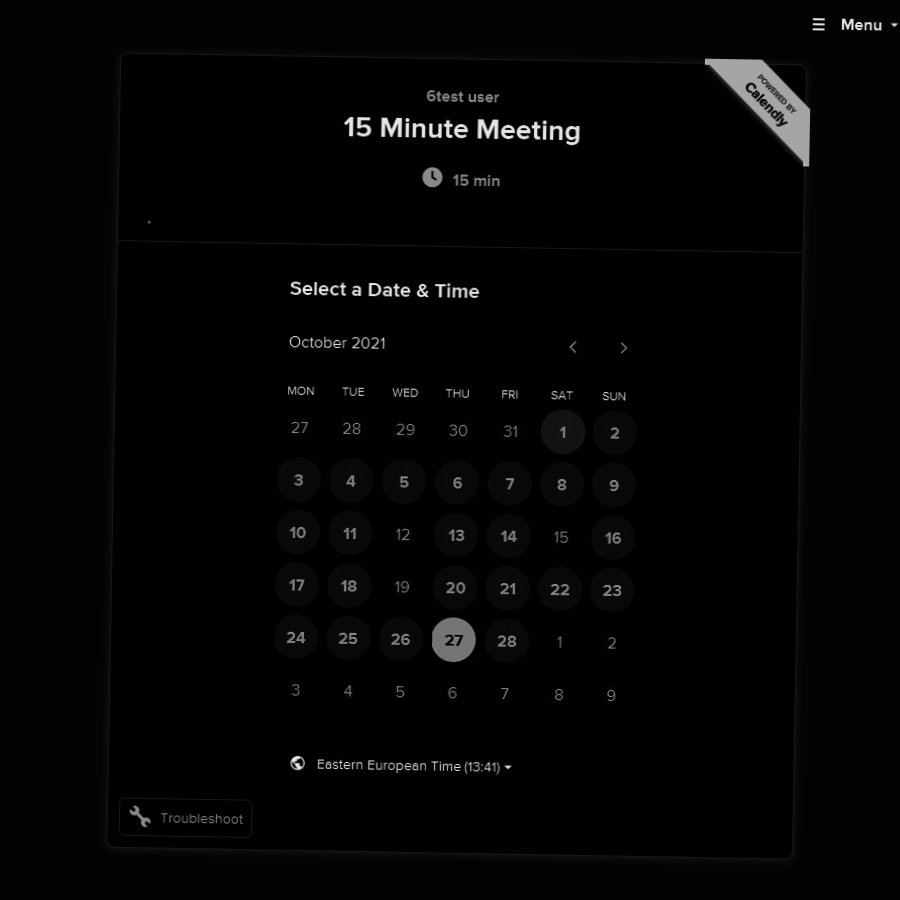 ☰ Menu
POWERED BY
Calendly
6test user
15 Minute Meeting
15 min
Select a Date & Time
October 2021
MON TUE WED THU FRI SAT SUN
27 28 29 30 31 1 2
3 4 5 6 7 8 9
10 11 12 13 14 15 16
17 18 19 20 21 22 23
24 25 26 27 28 1 2
3 4 5 6 7 8 9
Eastern European Time (13:41)
Troubleshoot